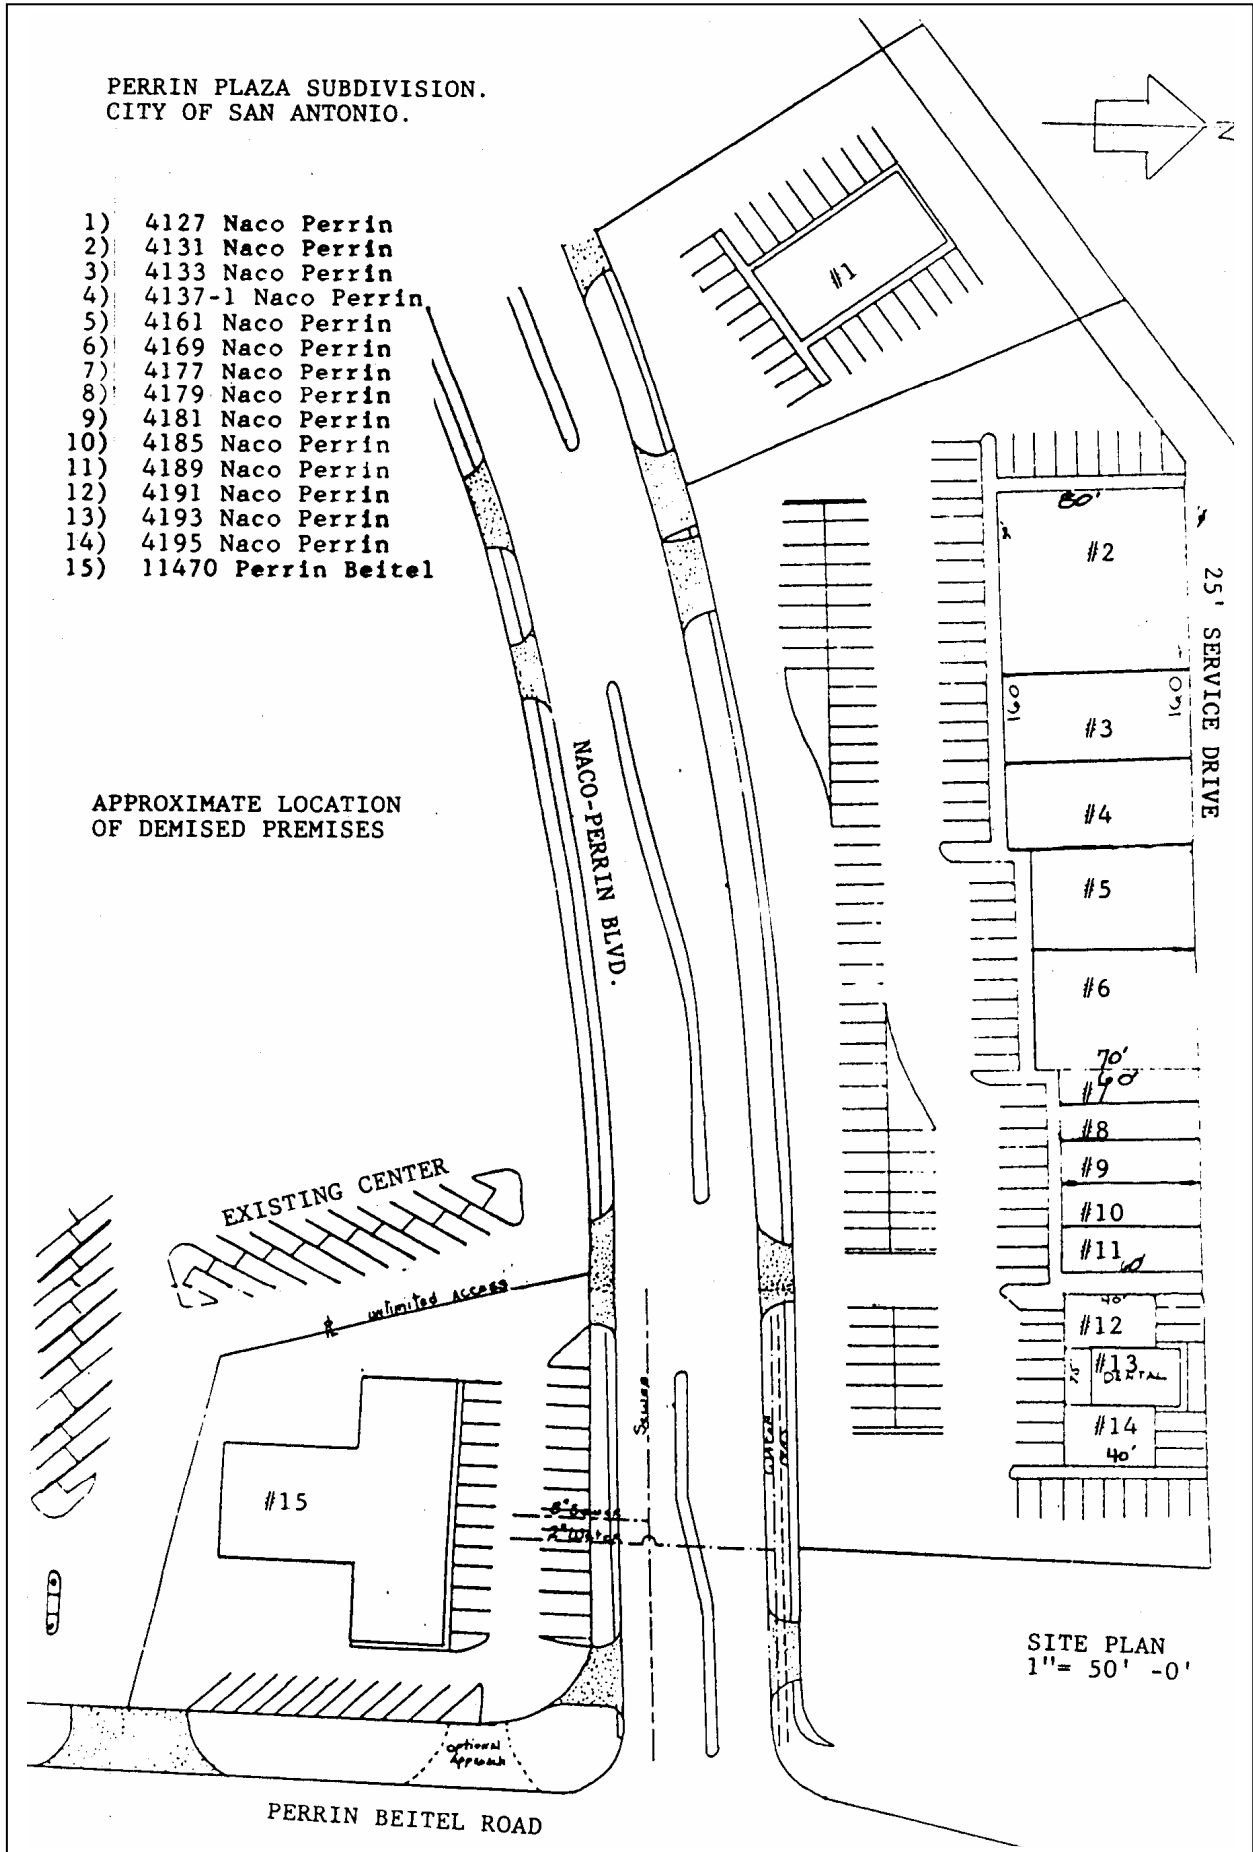 PERRIN PLAZA SUBDIVISION.
CITY OF SAN ANTONIO.
N
1) 4127 Naco Perrin
2) 4131 Naco Perrin
3) 4133 Naco Perrin
4) 4137-1 Naco Perrin
5) 4161 Naco Perrin
6) 4169 Naco Perrin
7) 4177 Naco Perrin
8) 4179 Naco Perrin
9) 4181 Naco Perrin
10) 4185 Naco Perrin
11) 4189 Naco Perrin
12) 4191 Naco Perrin
13) 4193 Naco Perrin
14) 4195 Naco Perrin
15) 11470 Perrin Beitel
#1
80'
#2
25' SERVICE DRIVE
160
160
#3
NACO-PERRIN BLVD.
APPROXIMATE LOCATION
OF DEMISED PREMISES
#4
#5
#6
70'
60'
#7
#8
#9
#10
#11
60'
EXISTING CENTER
unlimited access
40'
#12
#13
DENTAL
75'
#14
40'
Sewer
#15
8" Sewer
2" Water
SITE PLAN
1"= 50' -0'
optional
Approach
PERRIN BEITEL ROAD